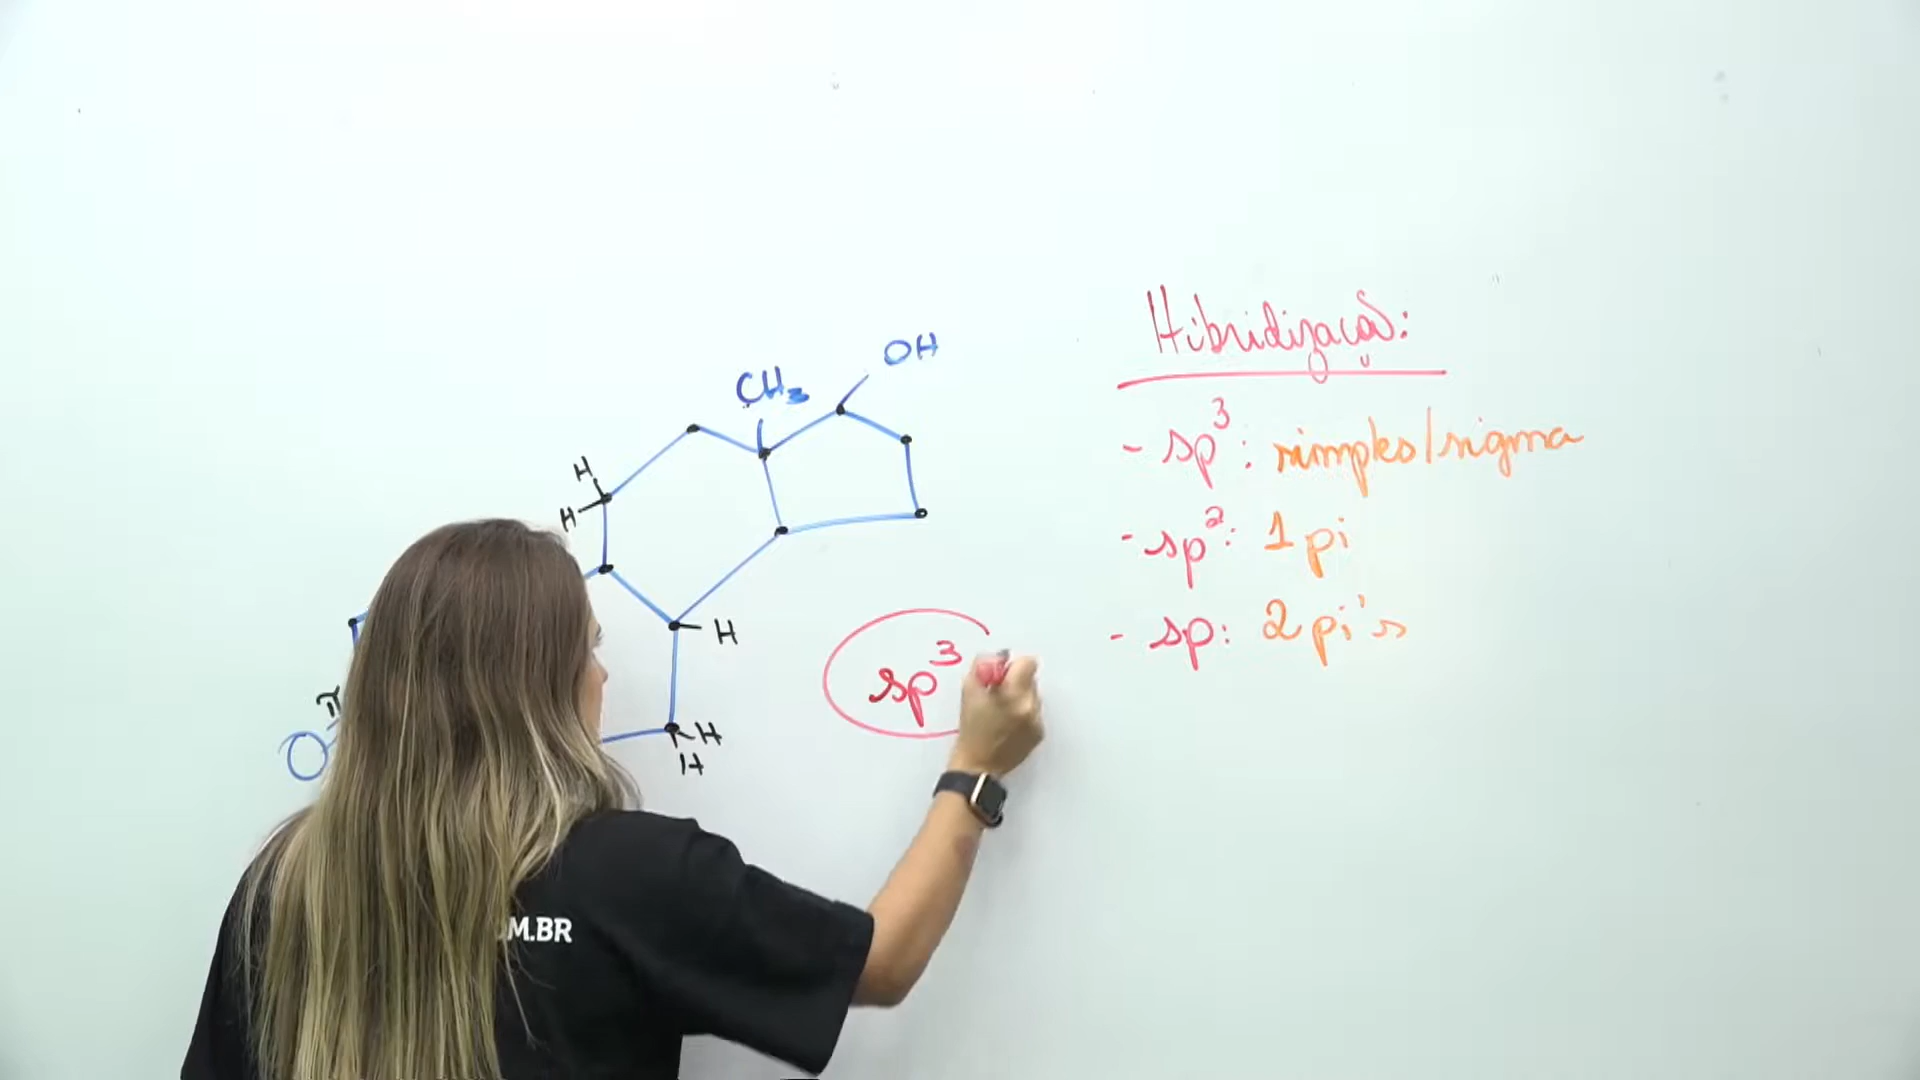 OH
CH₃
H
H
H
π
O
H
H
Hibridização:
- sp³: simples/sigma
- sp²: 1 pi
- sp: 2 pi's
sp³
M.BR